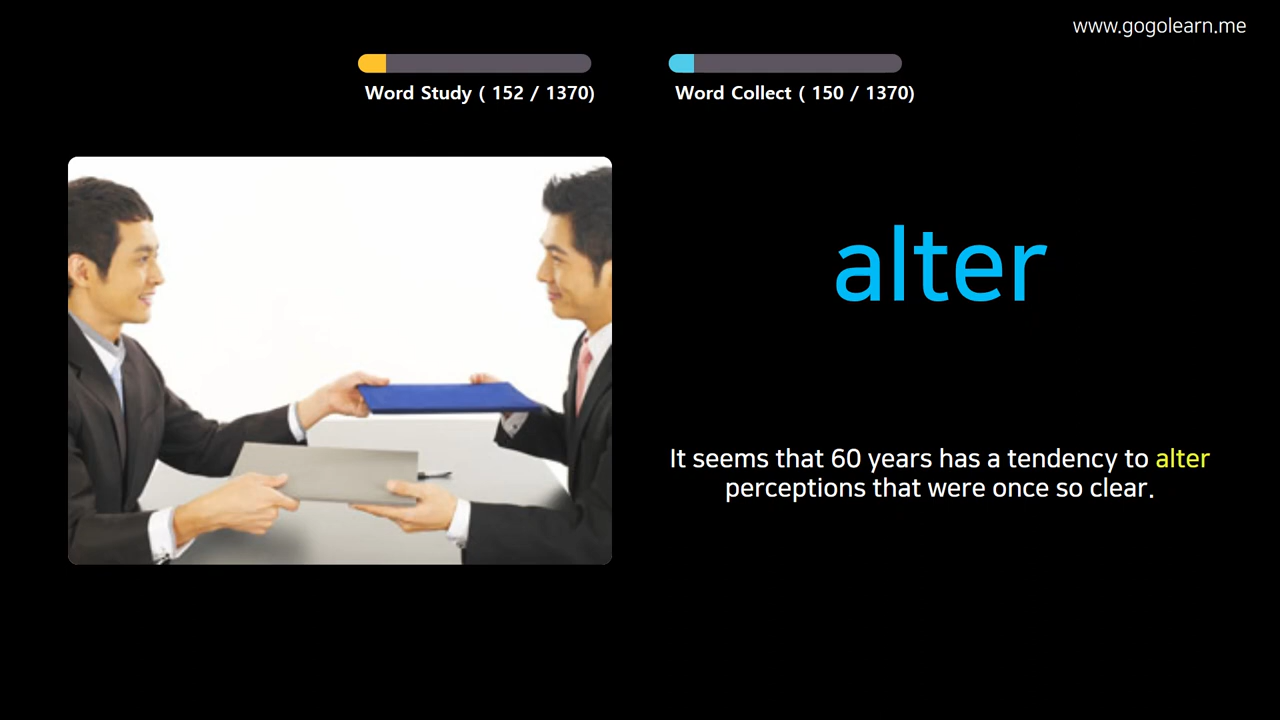 www.gogolearn.me
Word Study ( 152 / 1370)
Word Collect ( 150 / 1370)
alter
It seems that 60 years has a tendency to alter
perceptions that were once so clear.